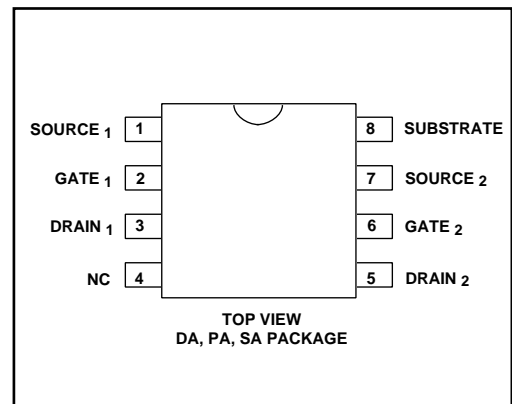 SOURCE 1 1 8 SUBSTRATE
GATE 1 2 7 SOURCE 2
DRAIN 1 3 6 GATE 2
NC 4 5 DRAIN 2
TOP VIEW
DA, PA, SA PACKAGE